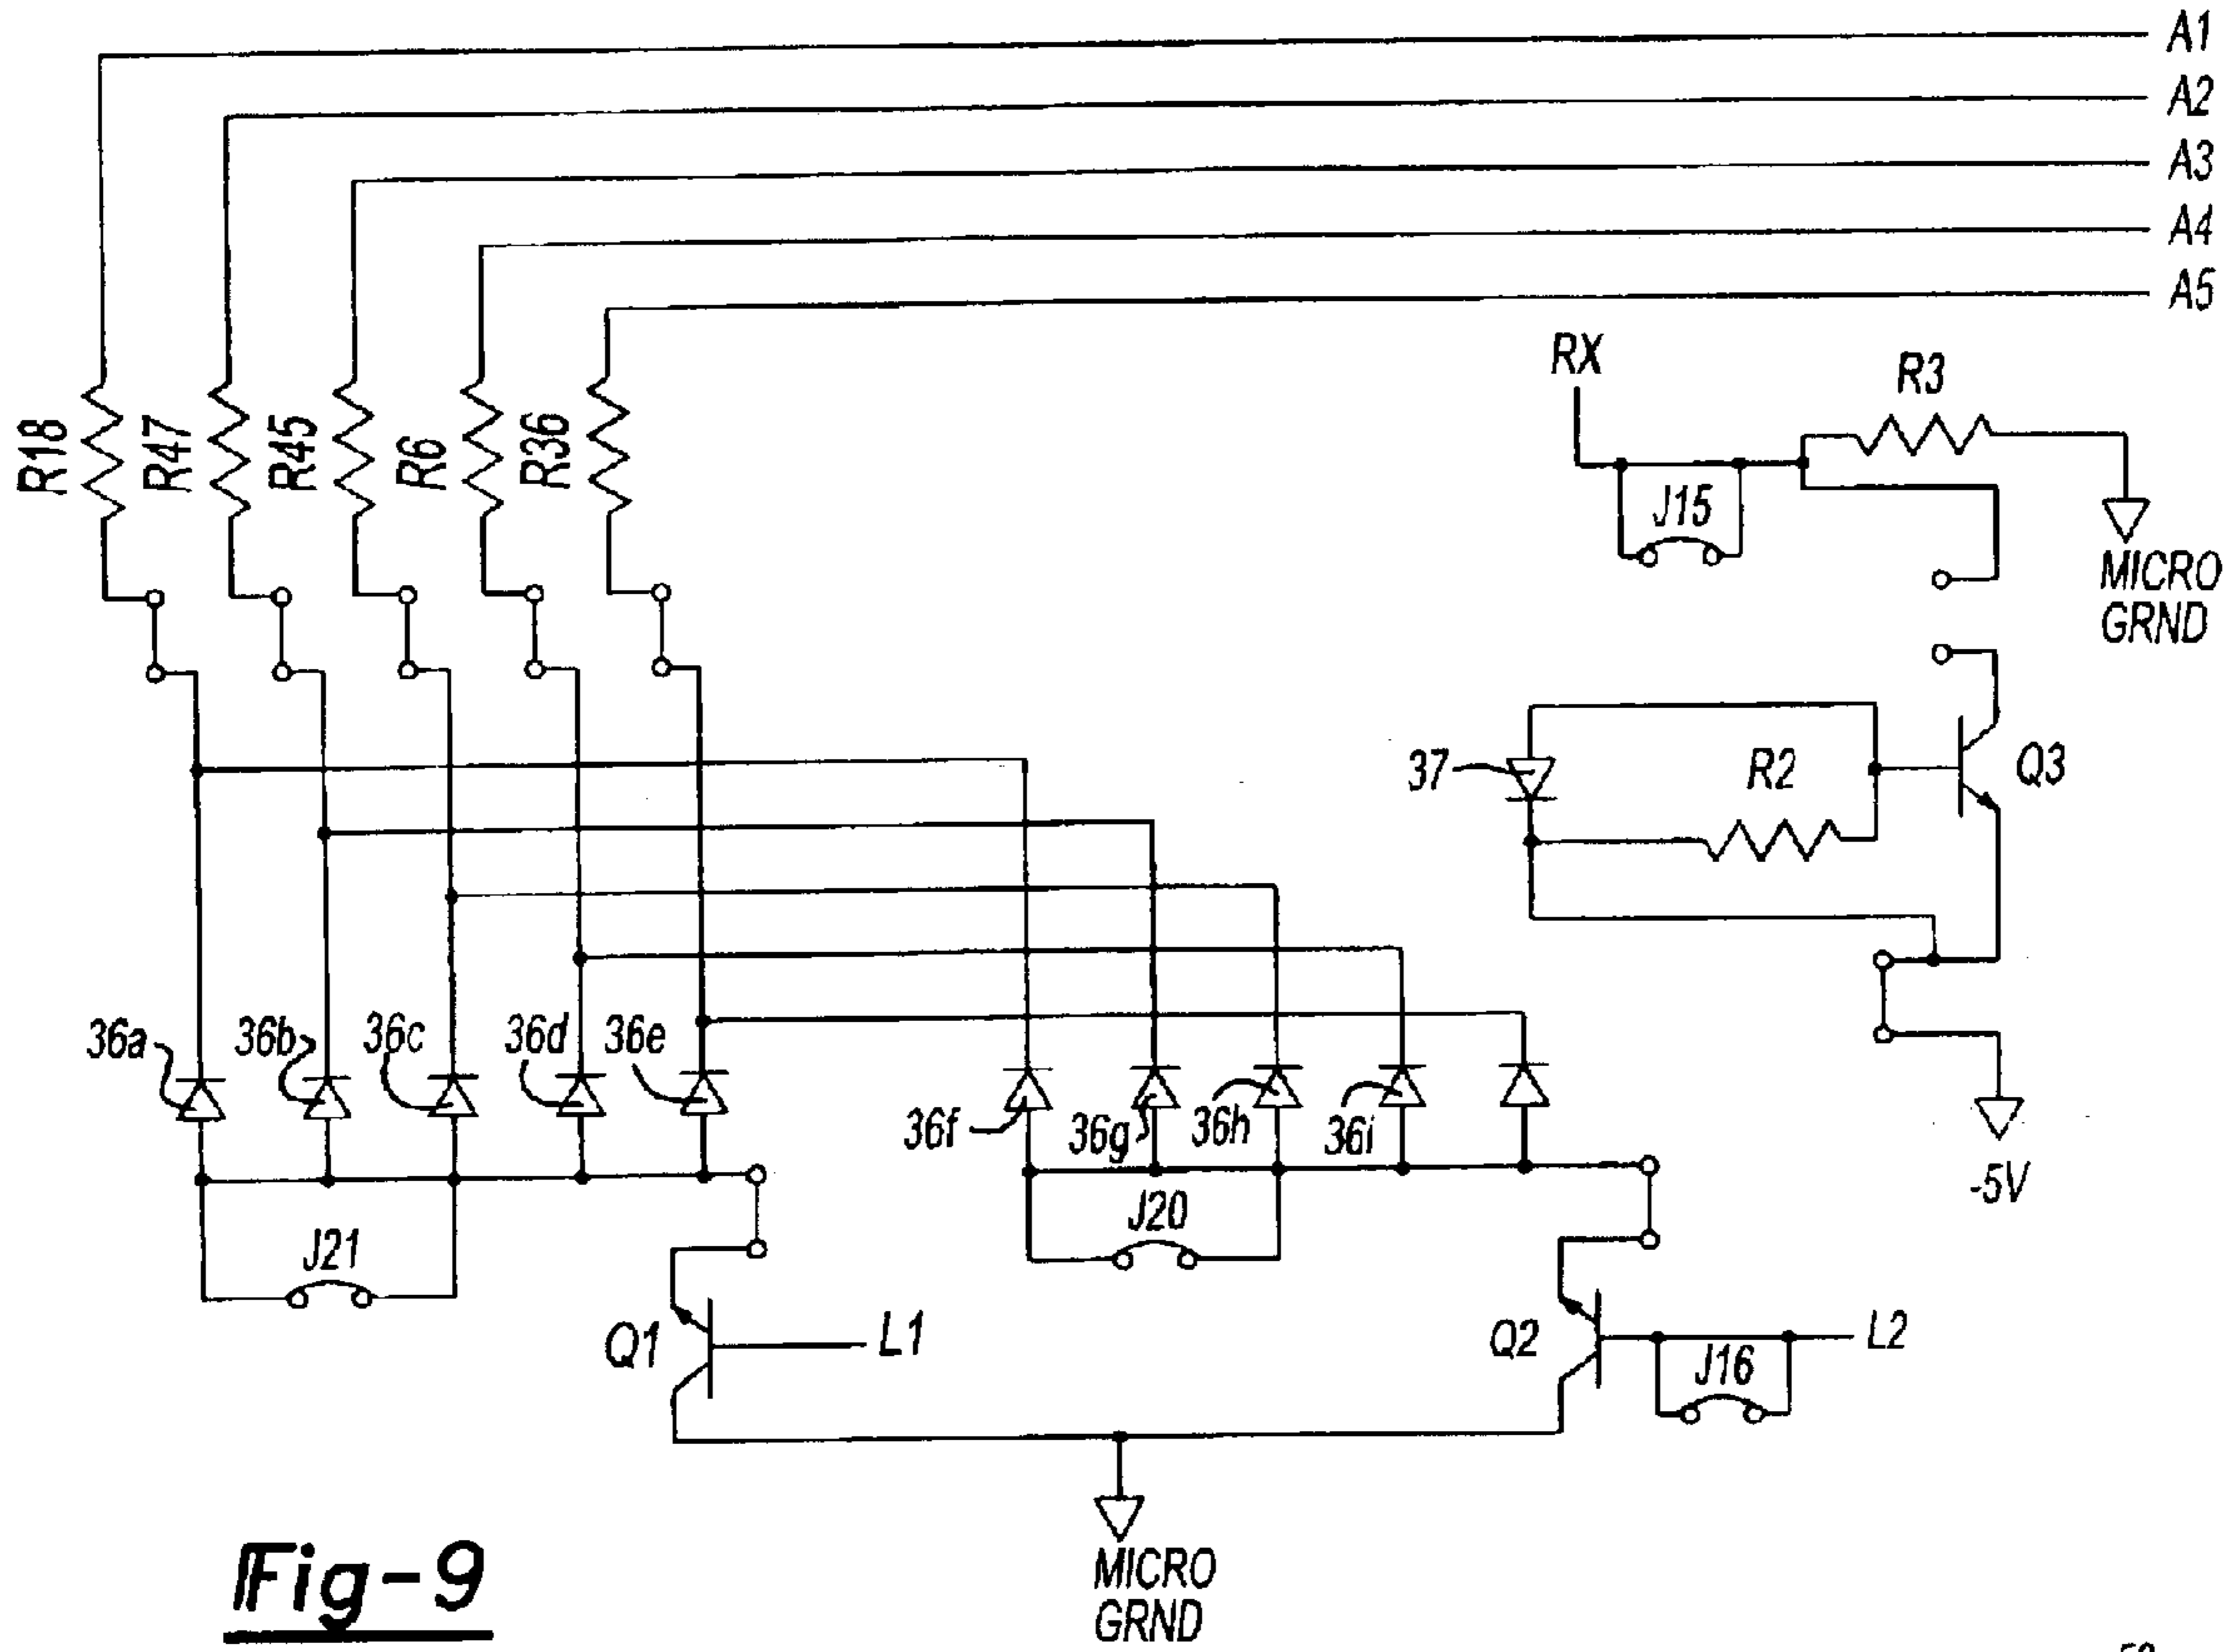 A1
A2
A3
A4
A5
RX
R3
R18
R47
R45
R6
R36
J15
MICRO
GRND
37
R2
Q3
36a
36b
36c
36d
36e
36f
36g
36h
36i
-5V
J21
J20
Q1
L1
Q2
J16
L2
MICRO
GRND
Fig-9